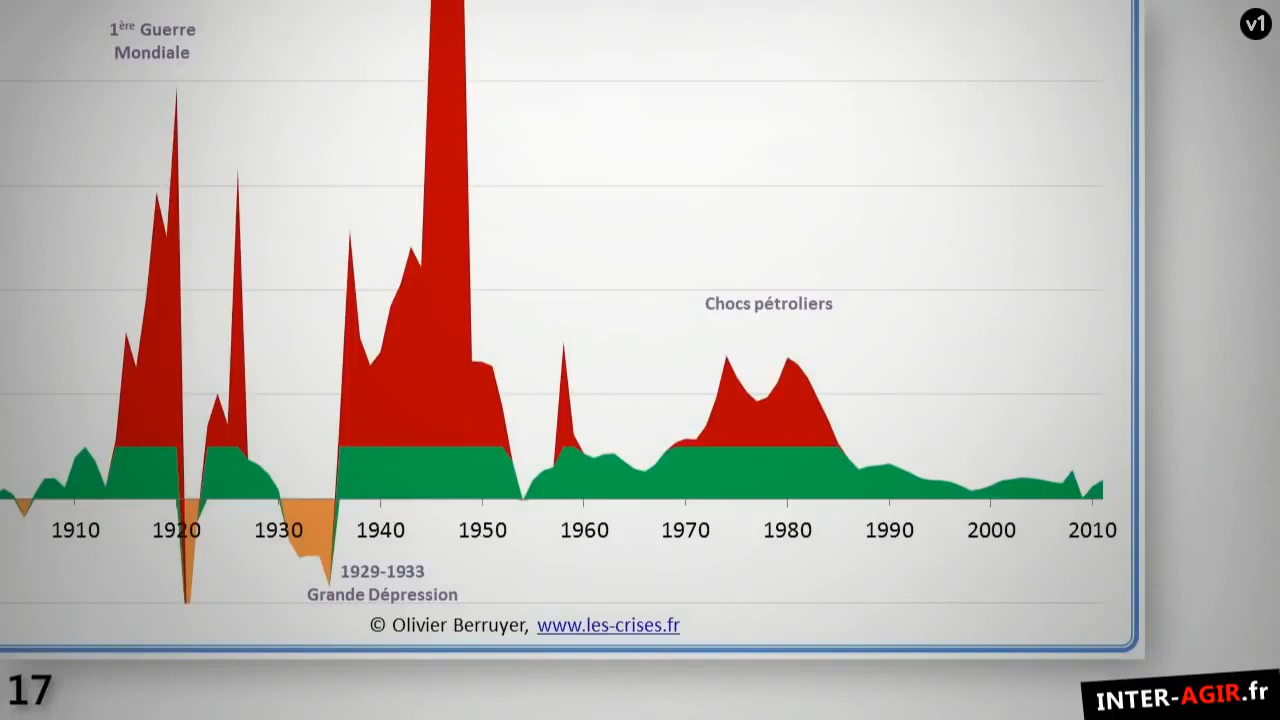 v1
1ère Guerre
Mondiale
Chocs pétroliers
1910 1920 1930 1940 1950 1960 1970 1980 1990 2000 2010
1929-1933
Grande Dépression
© Olivier Berruyer, www.les-crises.fr
17
INTER-AGIR.fr